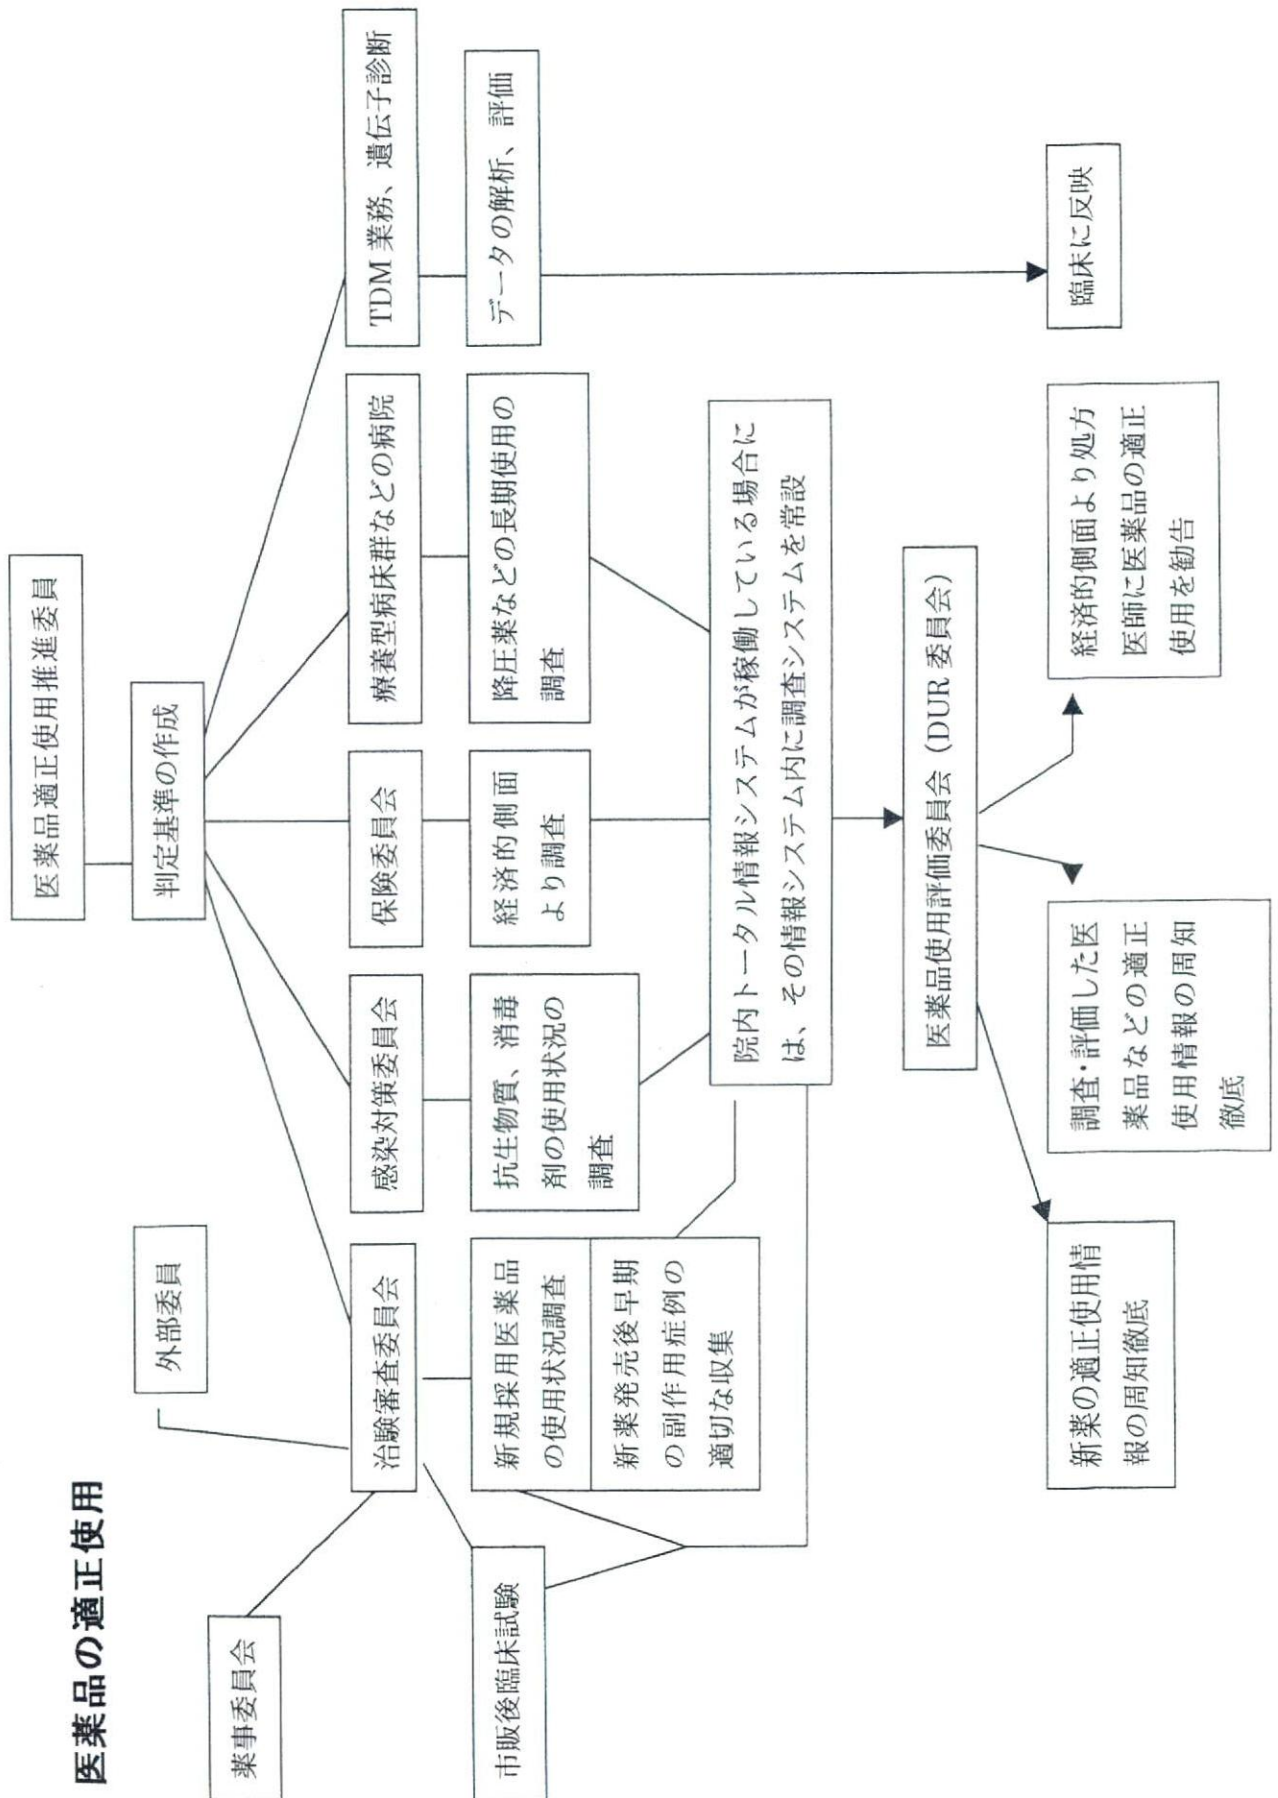 医薬品の適正使用
医薬品適正使用推進委員
判定基準の作成
外部委員
薬事委員会
治験審査委員会
感染対策委員会
保険委員会
療養型病床群などの病院
TDM 業務、遺伝子診断
市販後臨床試験
新規採用医薬品
の使用状況調査
新薬発売後早期
の副作用症例の
適切な収集
抗生物質、消毒
剤の使用状況の
調査
経済的側面
より調査
降圧薬などの長期使用の
調査
データの解析、評価
院内トータル情報システムが稼働している場合に
は、その情報システム内に調査システムを常設
医薬品使用評価委員会（DUR 委員会）
新薬の適正使用情
報の周知徹底
調査・評価した医
薬品などの適正
使用情報の周知
徹底
経済的側面より処方
医師に医薬品の適正
使用を勧告
臨床に反映